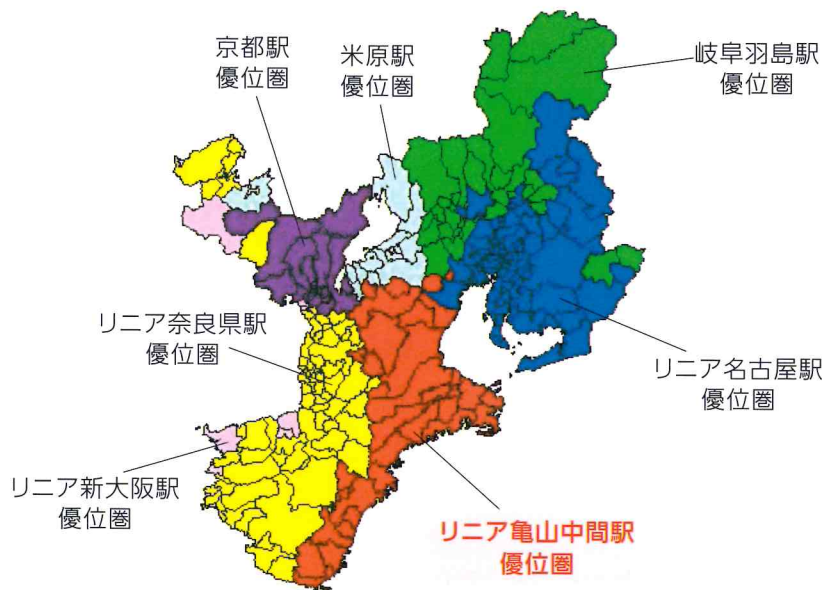 京都駅
優位圏
米原駅
優位圏
岐阜羽島駅
優位圏
リニア奈良県駅
優位圏
リニア名古屋駅
優位圏
リニア新大阪駅
優位圏
リニア亀山中間駅
優位圏